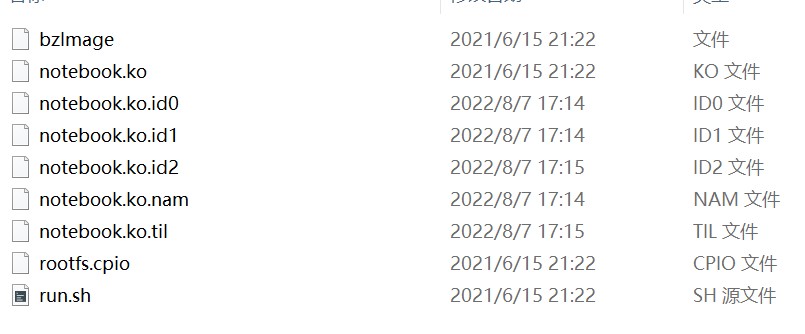 bzImage 2021/6/15 21:22 文件
notebook.ko 2021/6/15 21:22 KO 文件
notebook.ko.id0 2022/8/7 17:14 ID0 文件
notebook.ko.id1 2022/8/7 17:14 ID1 文件
notebook.ko.id2 2022/8/7 17:15 ID2 文件
notebook.ko.nam 2022/8/7 17:14 NAM 文件
notebook.ko.til 2022/8/7 17:15 TIL 文件
rootfs.cpio 2021/6/15 21:22 CPIO 文件
run.sh 2021/6/15 21:22 SH 源文件